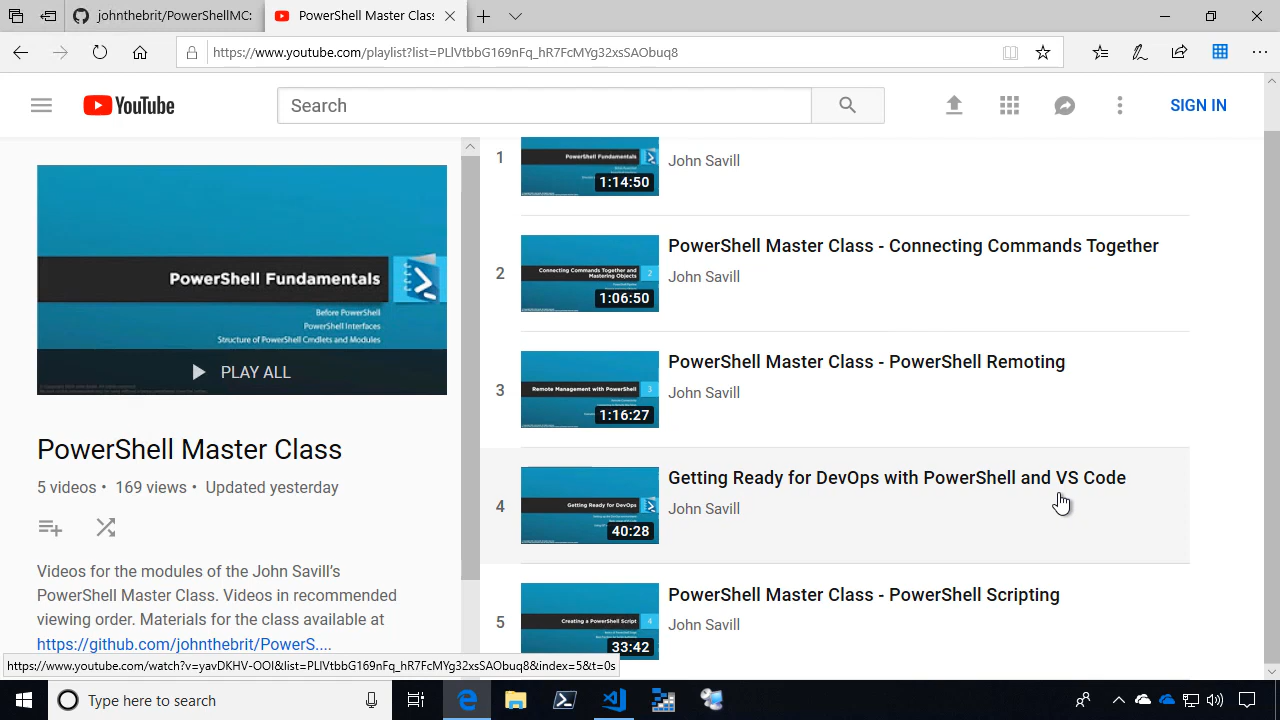 johnthebrit/PowerShellMC
PowerShell Master Clas
https://www.youtube.com/playlist?list=PLlVtbbG169nFq_hR7FcMYg32xsSAObuq8
YouTube
Search
SIGN IN
PowerShell Fundamentals
Before PowerShell
PowerShell Interfaces
Structure of PowerShell Cmdlets and Modules
PLAY ALL
PowerShell Master Class
5 videos • 169 views • Updated yesterday
Videos for the modules of the John Savill's
PowerShell Master Class. Videos in recommended
viewing order. Materials for the class available at
https://github.com/johnthebrit/PowerS....
1
PowerShell Fundamentals
1:14:50
John Savill
2
Connecting Commands Together and
Mastering Objects
2
1:06:50
PowerShell Master Class - Connecting Commands Together
John Savill
3
Remote Management with PowerShell
3
1:16:27
PowerShell Master Class - PowerShell Remoting
John Savill
4
Getting Ready for DevOps
40:28
Getting Ready for DevOps with PowerShell and VS Code
John Savill
5
Creating a PowerShell Script
4
33:42
PowerShell Master Class - PowerShell Scripting
John Savill
https://www.youtube.com/watch?v=yavDKHV-OOI&list=PLlVtbbG169nFq_hR7FcMYg32xsSAObuq8&index=5&t=0s
Type here to search